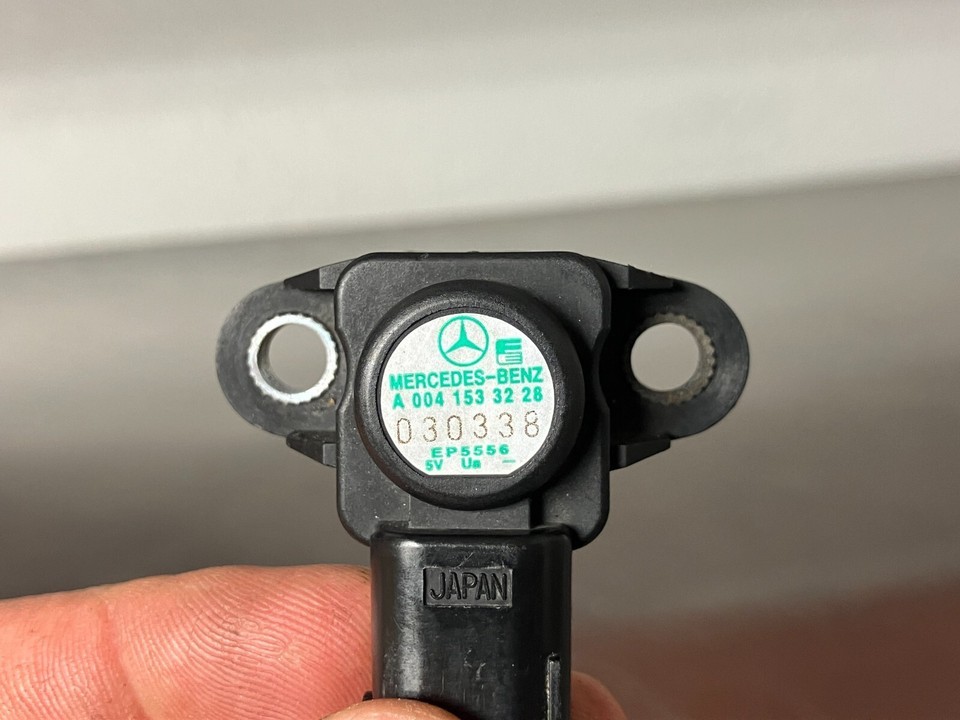 MERCEDES-BENZ
A 004 153 32 28
030338
EP5556
5V Ua –
JAPAN